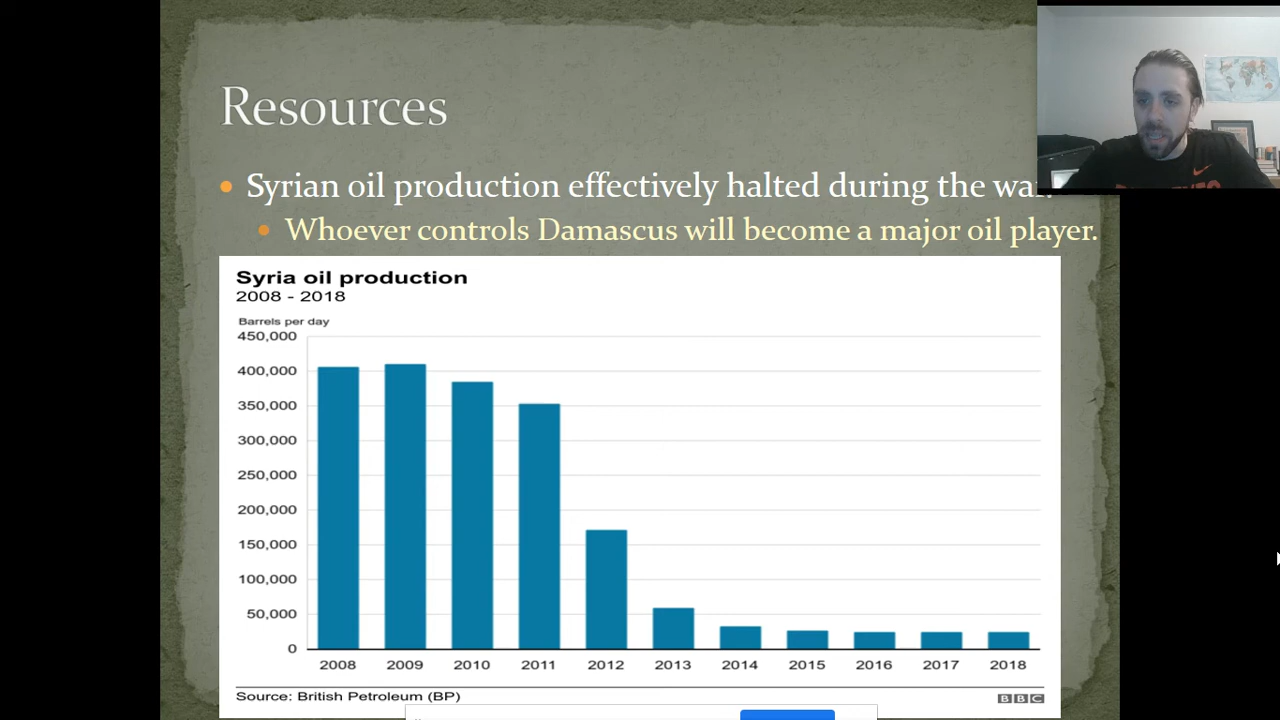 Resources
Syrian oil production effectively halted during the war.
Whoever controls Damascus will become a major oil player.
Syria oil production
2008 - 2018
Barrels per day
450,000
400,000
350,000
300,000
250,000
200,000
150,000
100,000
50,000
0
2008 2009 2010 2011 2012 2013 2014 2015 2016 2017 2018
Source: British Petroleum (BP)
BBC